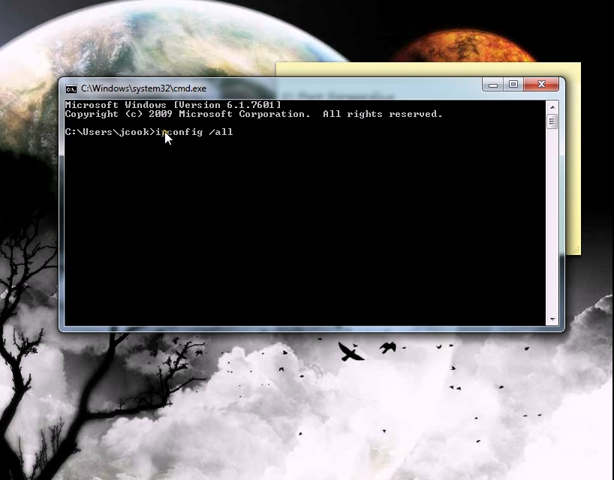 C:\Windows\system32\cmd.exe
Microsoft Windows [Version 6.1.7601]
Copyright (c) 2009 Microsoft Corporation.  All rights reserved.
C:\Users\jcook>ipconfig /all